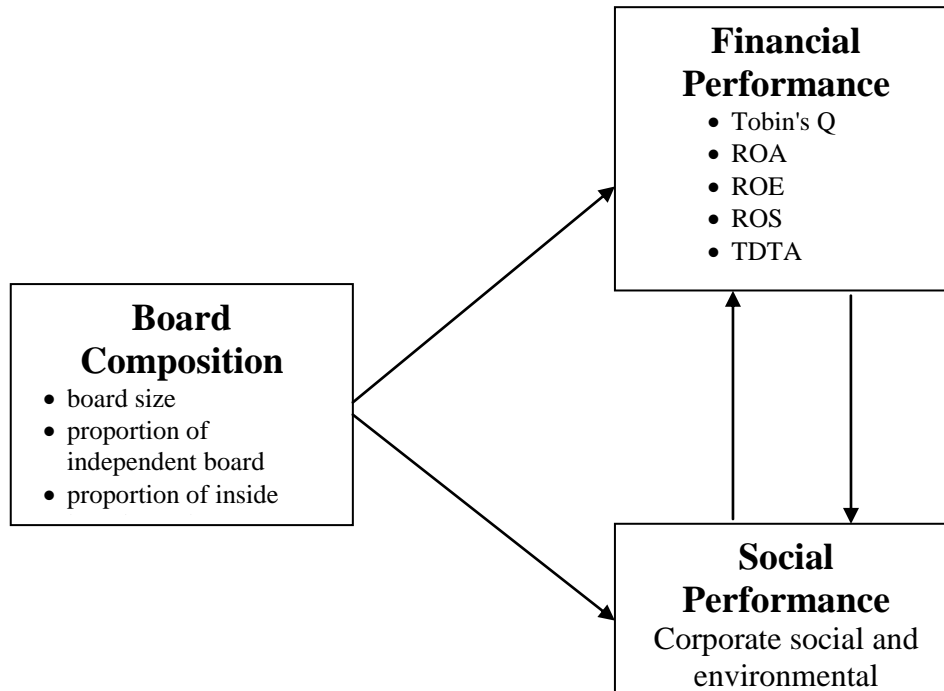 Financial
Performance
• Tobin's Q
• ROA
• ROE
• ROS
• TDTA
Board
Composition
• board size
• proportion of
independent board
• proportion of inside
Social
Performance
Corporate social and
environmental